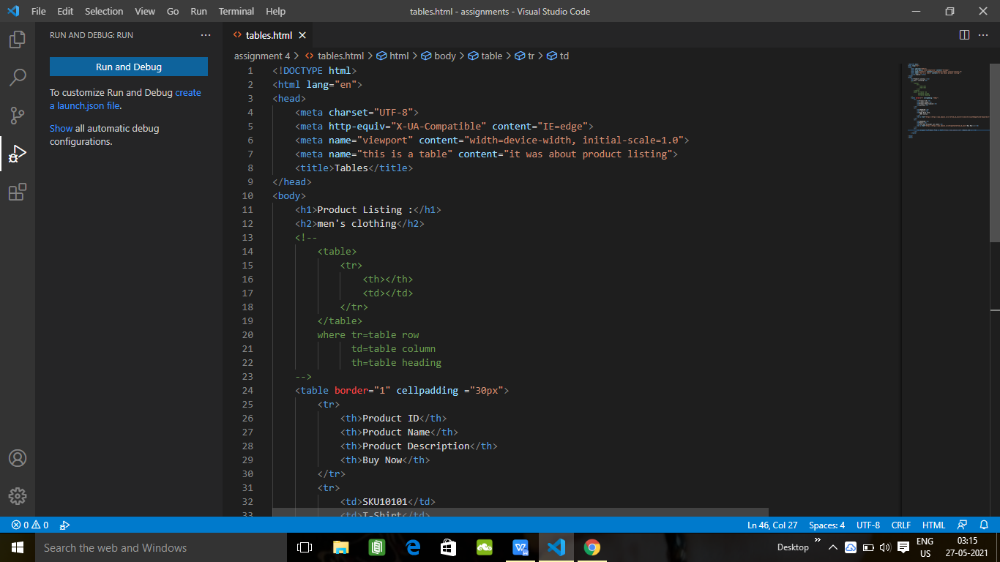 File Edit Selection View Go Run Terminal Help
tables.html - assignments - Visual Studio Code
RUN AND DEBUG: RUN
Run and Debug
To customize Run and Debug create
a launch.json file.
Show all automatic debug
configurations.
tables.html
assignment 4 > tables.html > html > body > table > tr > td
1 <!DOCTYPE html>
2 <html lang="en">
3 <head>
4 <meta charset="UTF-8">
5 <meta http-equiv="X-UA-Compatible" content="IE=edge">
6 <meta name="viewport" content="width=device-width, initial-scale=1.0">
7 <meta name="this is a table" content="it was about product listing">
8 <title>Tables</title>
9 </head>
10 <body>
11 <h1>Product Listing :</h1>
12 <h2>men's clothing</h2>
13 <!--
14 <table>
15 <tr>
16 <th></th>
17 <td></td>
18 </tr>
19 </table>
20 where tr=table row
21 td=table column
22 th=table heading
23 -->
24 <table border="1" cellpadding ="30px">
25 <tr>
26 <th>Product ID</th>
27 <th>Product Name</th>
28 <th>Product Description</th>
29 <th>Buy Now</th>
30 </tr>
31 <tr>
32 <td>SKU10101</td>
33 <td>T-Shirt</td>
0 0
Ln 46, Col 27 Spaces: 4 UTF-8 CRLF HTML
Search the web and Windows
Desktop
ENG
US
03:15
27-05-2021